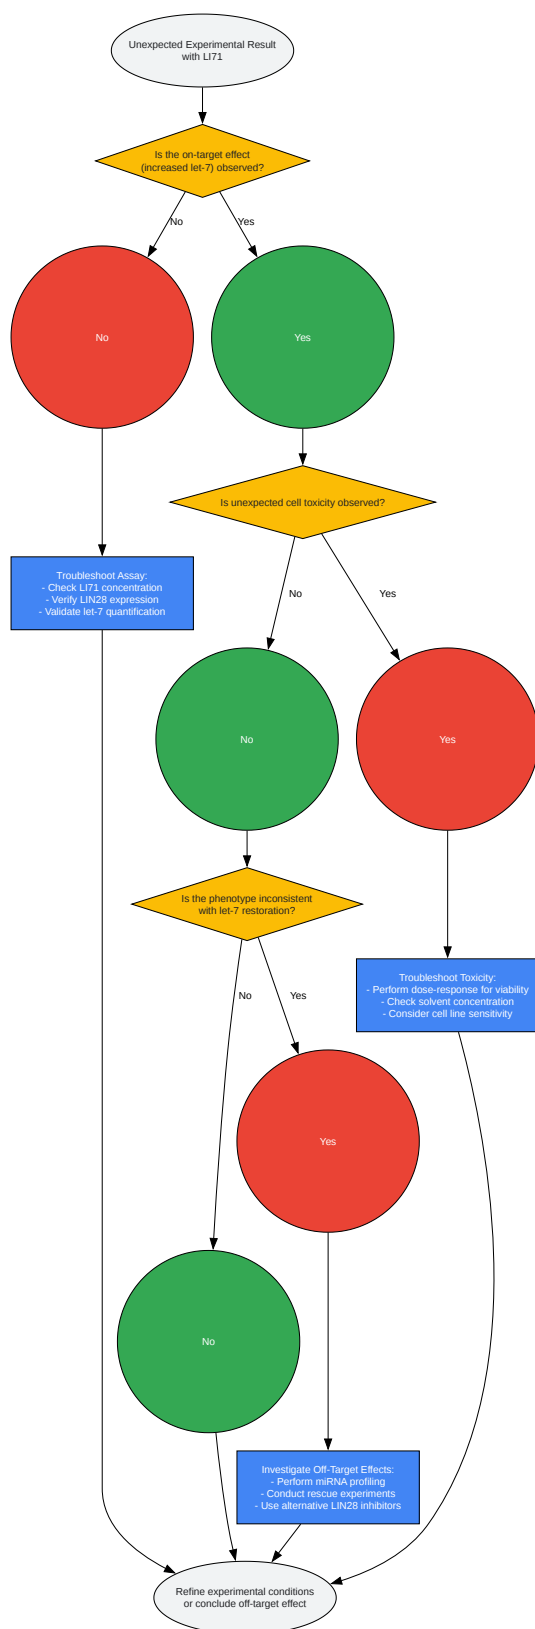 Unexpected Experimental Result
with LI71
Is the on-target effect
(increased let-7) observed?
No
Yes
No
Yes
Is unexpected cell toxicity observed?
Troubleshoot Assay:
- Check LI71 concentration
- Verify LIN28 expression
- Validate let-7 quantification
No
Yes
No
Yes
Is the phenotype inconsistent
with let-7 restoration?
Troubleshoot Toxicity:
- Perform dose-response for viability
- Check solvent concentration
- Consider cell line sensitivity
No
Yes
Yes
No
Investigate Off-Target Effects:
- Perform miRNA profiling
- Conduct rescue experiments
- Use alternative LIN28 inhibitors
Refine experimental conditions
or conclude off-target effect